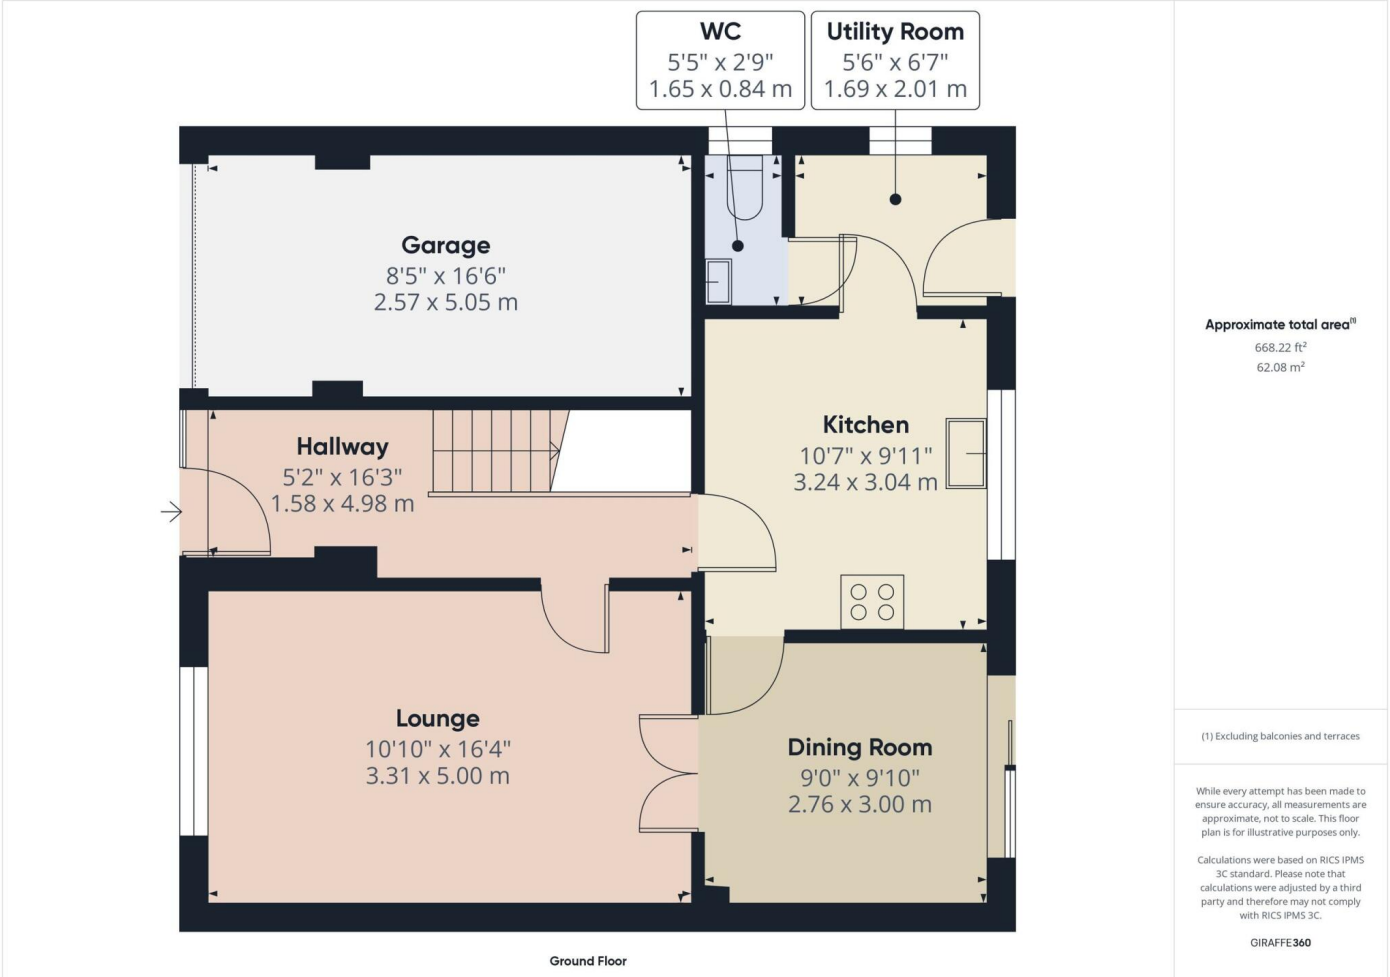 WC
5'5" x 2'9"
1.65 x 0.84 m
Utility Room
5'6" x 6'7"
1.69 x 2.01 m
Garage
8'5" x 16'6"
2.57 x 5.05 m
Hallway
5'2" x 16'3"
1.58 x 4.98 m
Kitchen
10'7" x 9'11"
3.24 x 3.04 m
Lounge
10'10" x 16'4"
3.31 x 5.00 m
Dining Room
9'0" x 9'10"
2.76 x 3.00 m
Ground Floor
Approximate total area(1)
668.22 ft²
62.08 m²
(1) Excluding balconies and terraces
While every attempt has been made to
ensure accuracy, all measurements are
approximate, not to scale. This floor
plan is for illustrative purposes only.
Calculations were based on RICS IPMS
3C standard. Please note that
calculations were adjusted by a third
party and therefore may not comply
with RICS IPMS 3C.
GIRAFFE360